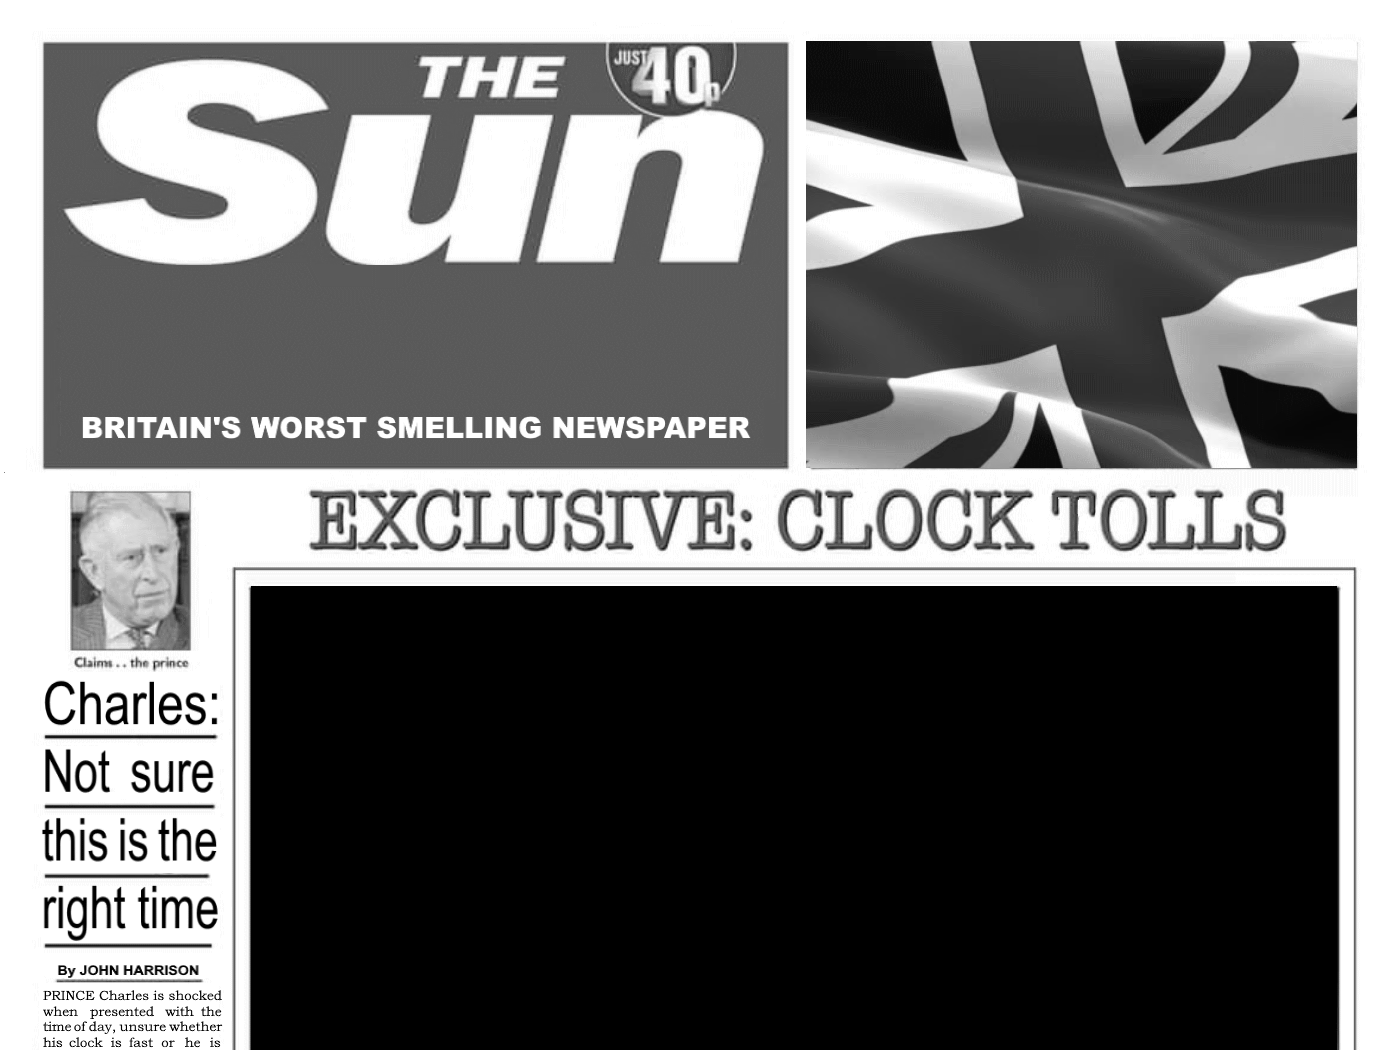 THE
Sun
JUST
40p
BRITAIN'S WORST SMELLING NEWSPAPER
EXCLUSIVE: CLOCK TOLLS
Claims . . the prince
Charles:
Not sure
this is the
right time
By JOHN HARRISON
PRINCE Charles is shocked
when presented with the
time of day, unsure whether
his clock is fast or he is